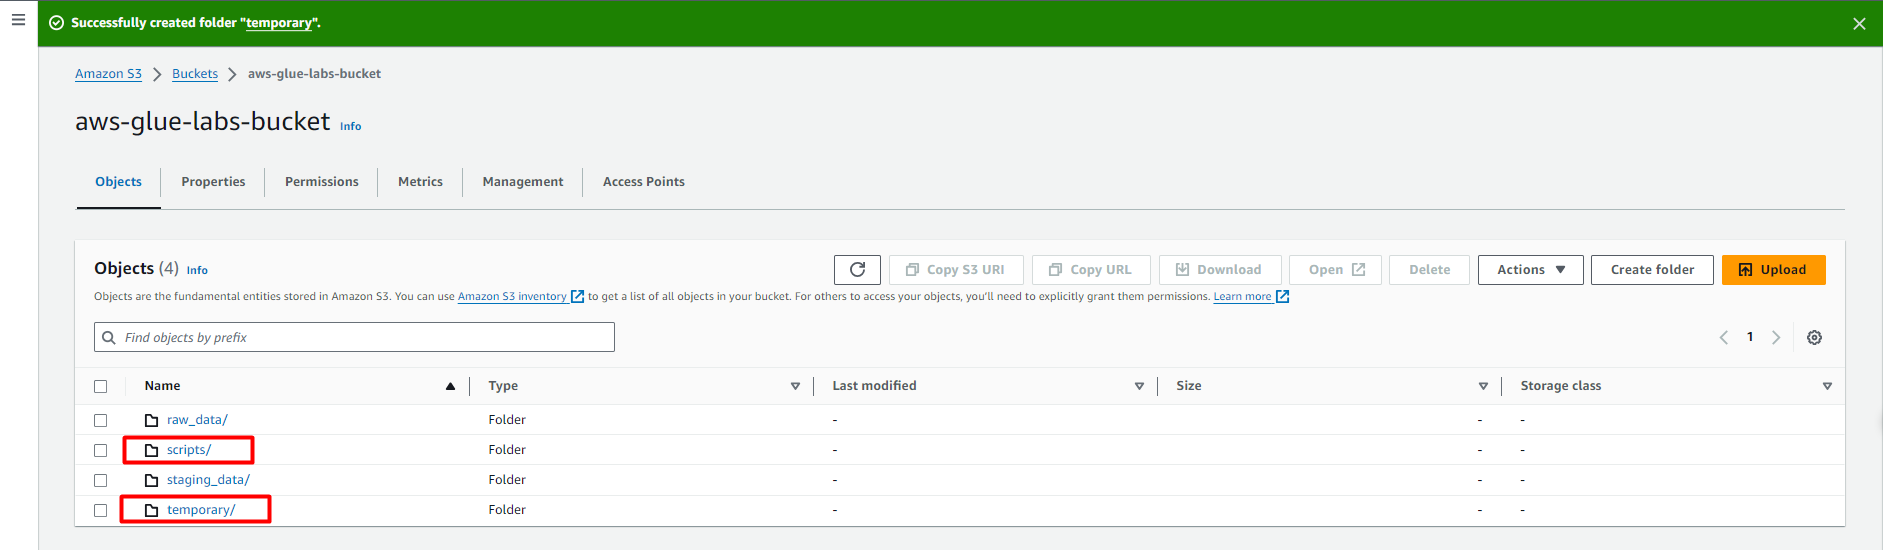 Successfully created folder "temporary".
Amazon S3 > Buckets > aws-glue-labs-bucket
aws-glue-labs-bucket Info
Objects Properties Permissions Metrics Management Access Points
Objects (4) Info
Copy S3 URI Copy URL Download Open Delete Actions Create folder Upload
Objects are the fundamental entities stored in Amazon S3. You can use Amazon S3 inventory to get a list of all objects in your bucket. For others to access your objects, you'll need to explicitly grant them permissions. Learn more
Find objects by prefix
1
Name Type Last modified Size Storage class
raw_data/ Folder - - -
scripts/ Folder - - -
staging_data/ Folder - - -
temporary/ Folder - - -